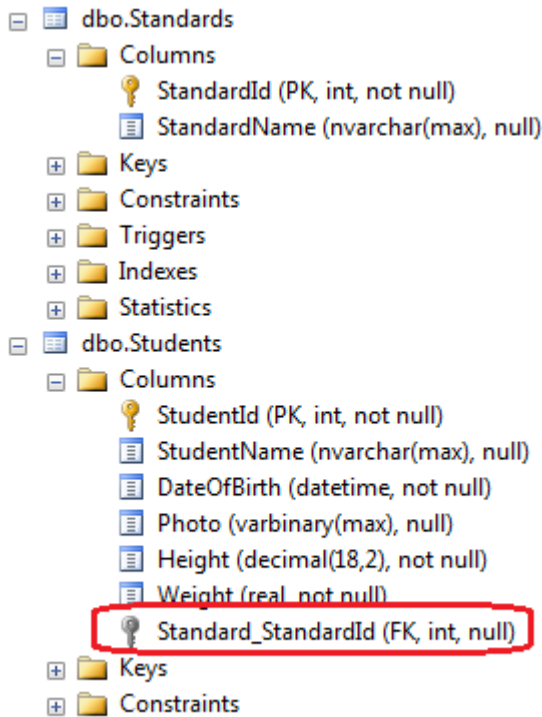 dbo.Standards
Columns
StandardId (PK, int, not null)
StandardName (nvarchar(max), null)
Keys
Constraints
Triggers
Indexes
Statistics
dbo.Students
Columns
StudentId (PK, int, not null)
StudentName (nvarchar(max), null)
DateOfBirth (datetime, not null)
Photo (varbinary(max), null)
Height (decimal(18,2), not null)
Weight (real, not null)
Standard_StandardId (FK, int, null)
Keys
Constraints